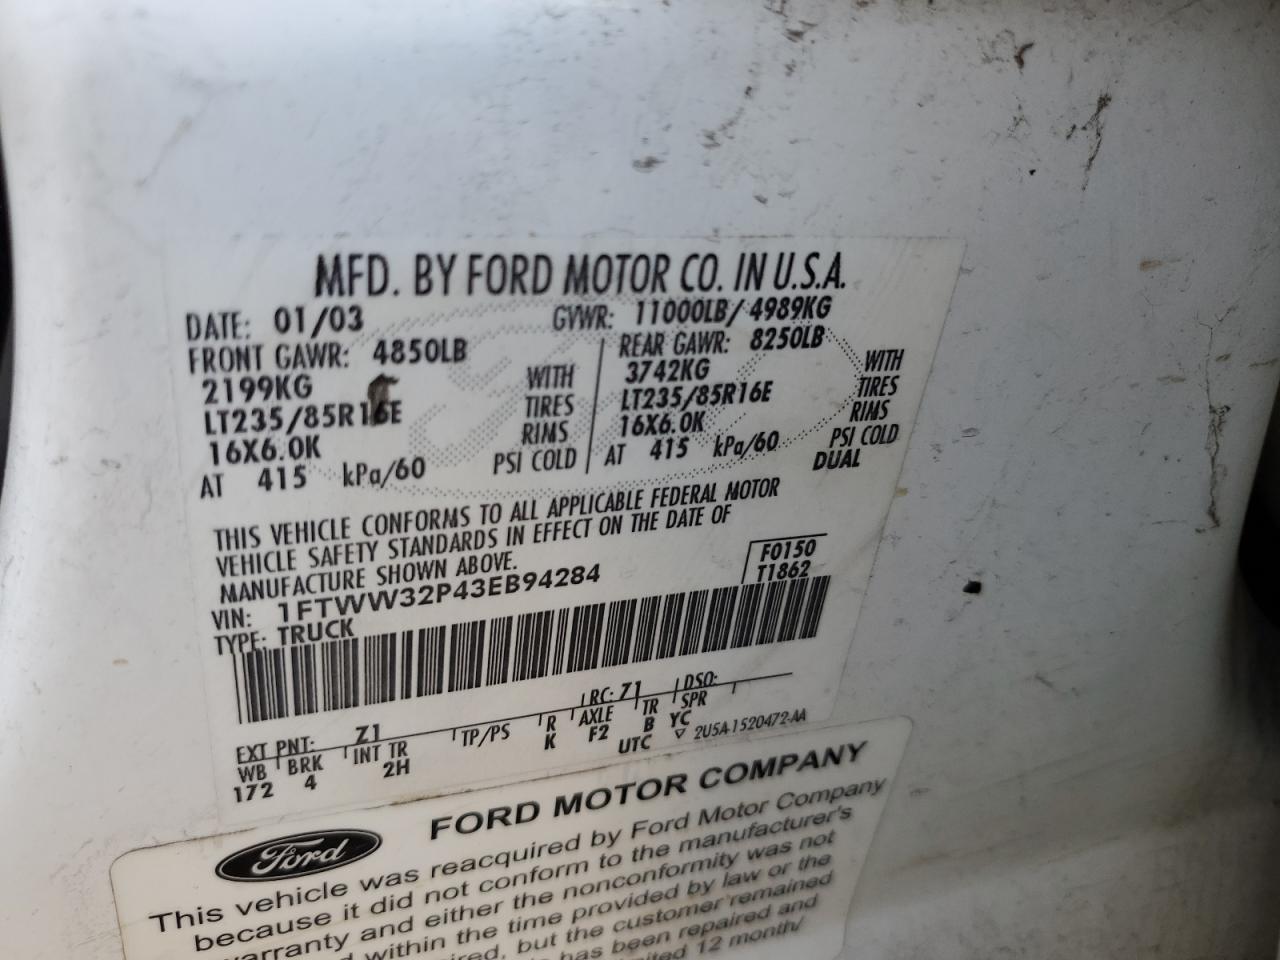 MFD. BY FORD MOTOR CO. IN U.S.A.
DATE: 01/03 GVWR: 11000LB/ 4989KG
FRONT GAWR: 4850LB REAR GAWR: 8250LB
2199KG WITH 3742KG WITH
LT235/85R16E TIRES LT235/85R16E TIRES
16X6.0K RIMS 16X6.0K RIMS
AT 415 kPa/60 PSI COLD AT 415 kPa/60 PSI COLD
DUAL
THIS VEHICLE CONFORMS TO ALL APPLICABLE FEDERAL MOTOR
VEHICLE SAFETY STANDARDS IN EFFECT ON THE DATE OF
MANUFACTURE SHOWN ABOVE.
F0150
T1862
VIN: 1FTWW32P43EB94284
TYPE: TRUCK
EXT PNT: Z1 RC: Z1 DSO:
WB BRK INT TR TP/PS R AXLE TR SPR
172 4 2H K F2 B YC
UTC ▽ 2U5A-1520472-AA
Ford FORD MOTOR COMPANY
This vehicle was reacquired by Ford Motor Company
because it did not conform to the manufacturer's
warranty and either the nonconformity was not
within the time provided by law or the
but the customer remained
has been repaired and
12 month/